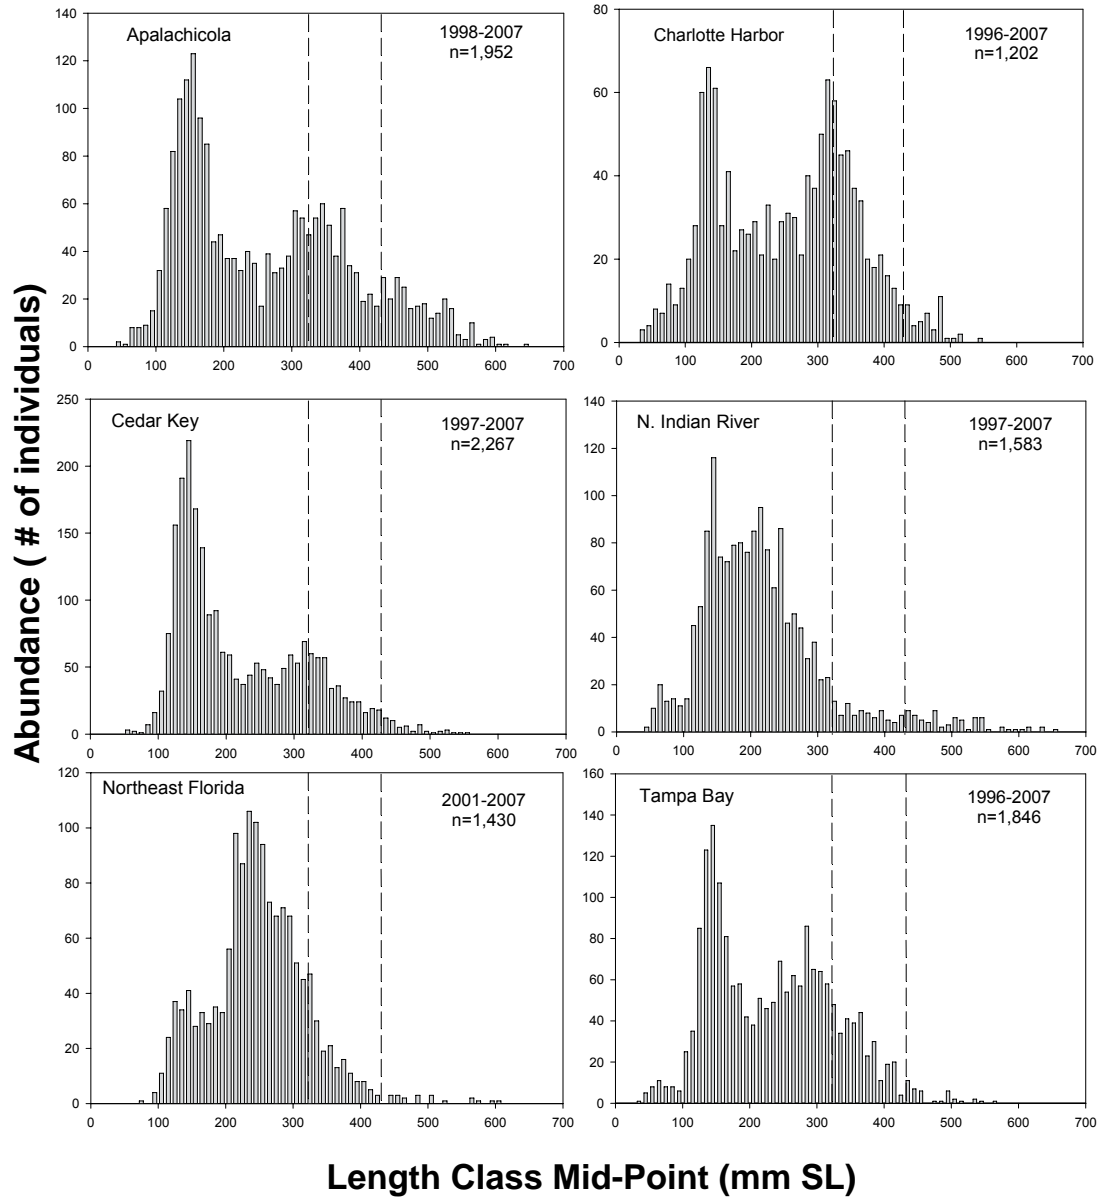 Abundance ( # of individuals)
Apalachicola
1998-2007
n=1,952
140
120
100
80
60
40
20
0
0 100 200 300 400 500 600 700
Charlotte Harbor
1996-2007
n=1,202
80
60
40
20
0
0 100 200 300 400 500 600 700
Cedar Key
1997-2007
n=2,267
250
200
150
100
50
0
0 100 200 300 400 500 600 700
N. Indian River
1997-2007
n=1,583
140
120
100
80
60
40
20
0
0 100 200 300 400 500 600 700
Northeast Florida
2001-2007
n=1,430
120
100
80
60
40
20
0
0 100 200 300 400 500 600 700
Tampa Bay
1996-2007
n=1,846
160
140
120
100
80
60
40
20
0
0 100 200 300 400 500 600 700
Length Class Mid-Point (mm SL)